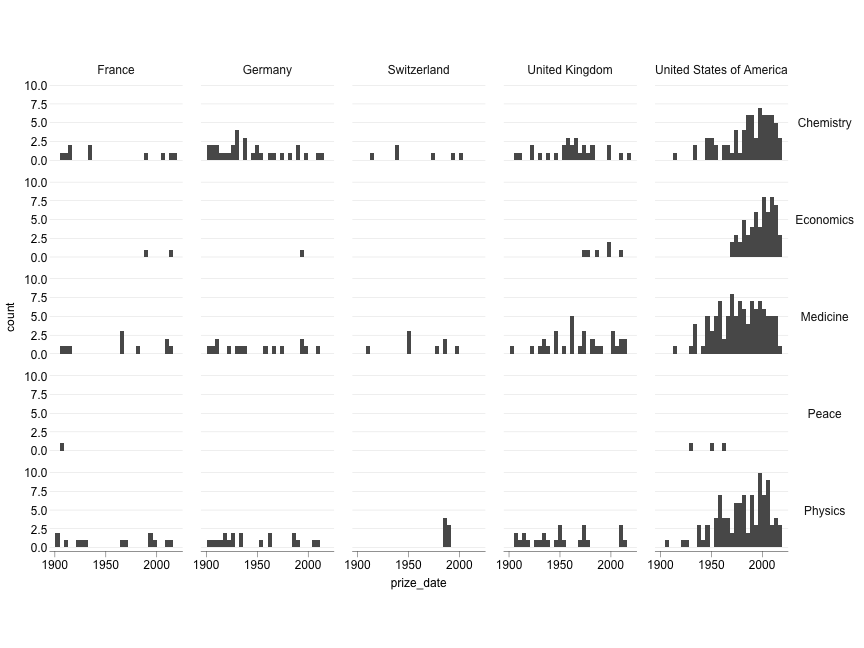 France Germany Switzerland United Kingdom United States of America
10.0
7.5
5.0 Chemistry
2.5
0.0
10.0
7.5
5.0 Economics
2.5
0.0
10.0
7.5
5.0 Medicine
2.5
0.0
count
10.0
7.5
5.0 Peace
2.5
0.0
10.0
7.5
5.0 Physics
2.5
0.0
1900 1950 2000 1900 1950 2000 1900 1950 2000 1900 1950 2000 1900 1950 2000
prize_date